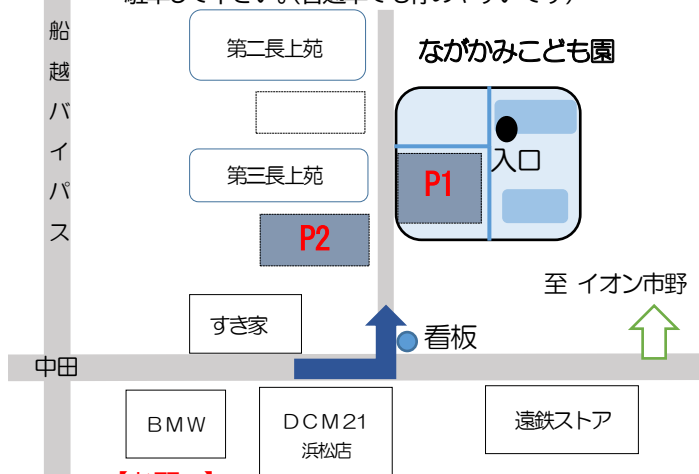 船越バイパス
第二長上苑
ながかみこども園
入口
第三長上苑
P1
P2
至 イオン市野
すき家
看板
中田
BMW
DCM21
浜松店
遠鉄ストア